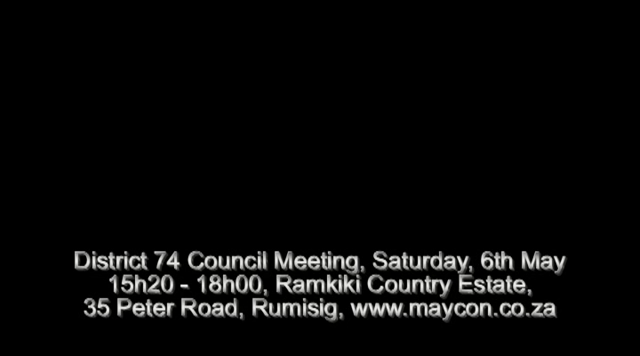 District 74 Council Meeting, Saturday, 6th May
15h20 - 18h00, Ramkiki Country Estate,
35 Peter Road, Rumisig, www.maycon.co.za